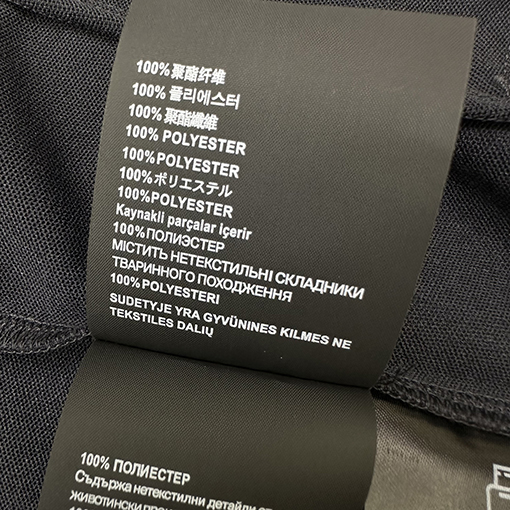 100%聚酯纤维
100% 폴리에스터
100%聚酯纖維
100% POLYESTER
100%POLYESTER
100%ポリエステル
100%POLYESTER
Kaynakli parçalar içerir
100%ПОЛИЭСТЕР
МІСТИТЬ НЕТЕКСТИЛЬНІ СКЛАДНИКИ
ТВАРИННОГО ПОХОДЖЕННЯ
100%POLYESTERI
SUDETYJE YRA GYVŪNINES KILMES NE
TEKSTILES DALIŲ
100% ПОЛИЕСТЕР
Съдържа нетекстилни детайли от
животински